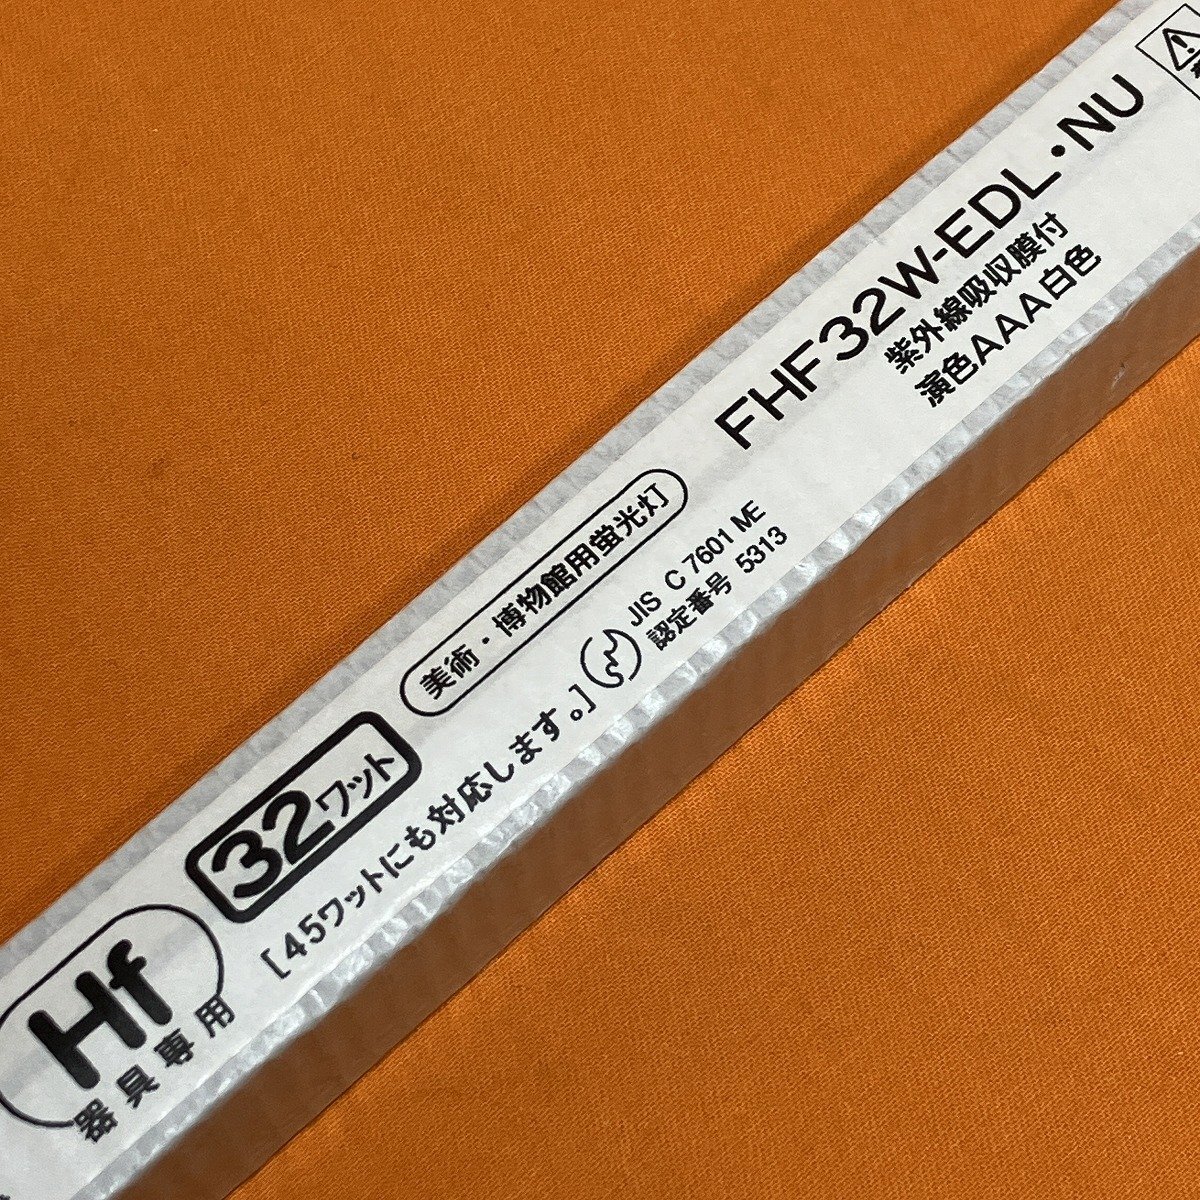 Hf
器具専用
32ワット
[45ワットにも対応します。]
美術・博物館用蛍光灯
JIS C 7601 ME
認定番号 5313
FHF32W-EDL・NU
紫外線吸収膜付
演色AAA白色